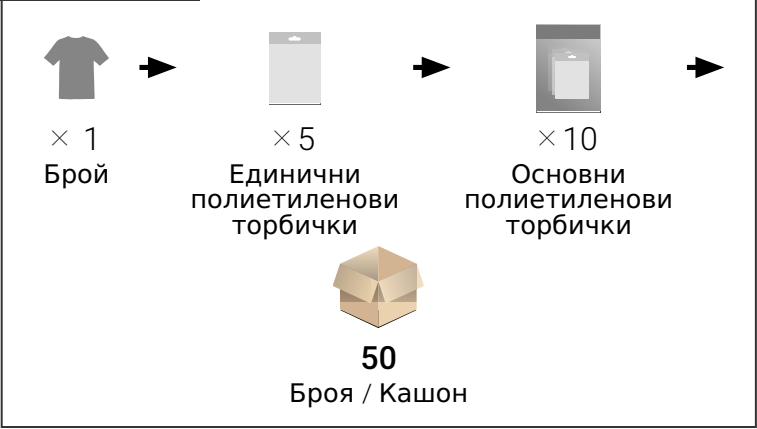 × 1
Брой
× 5
Единични
полиетиленови
торбички
× 10
Основни
полиетиленови
торбички
50
Броя / Кашон